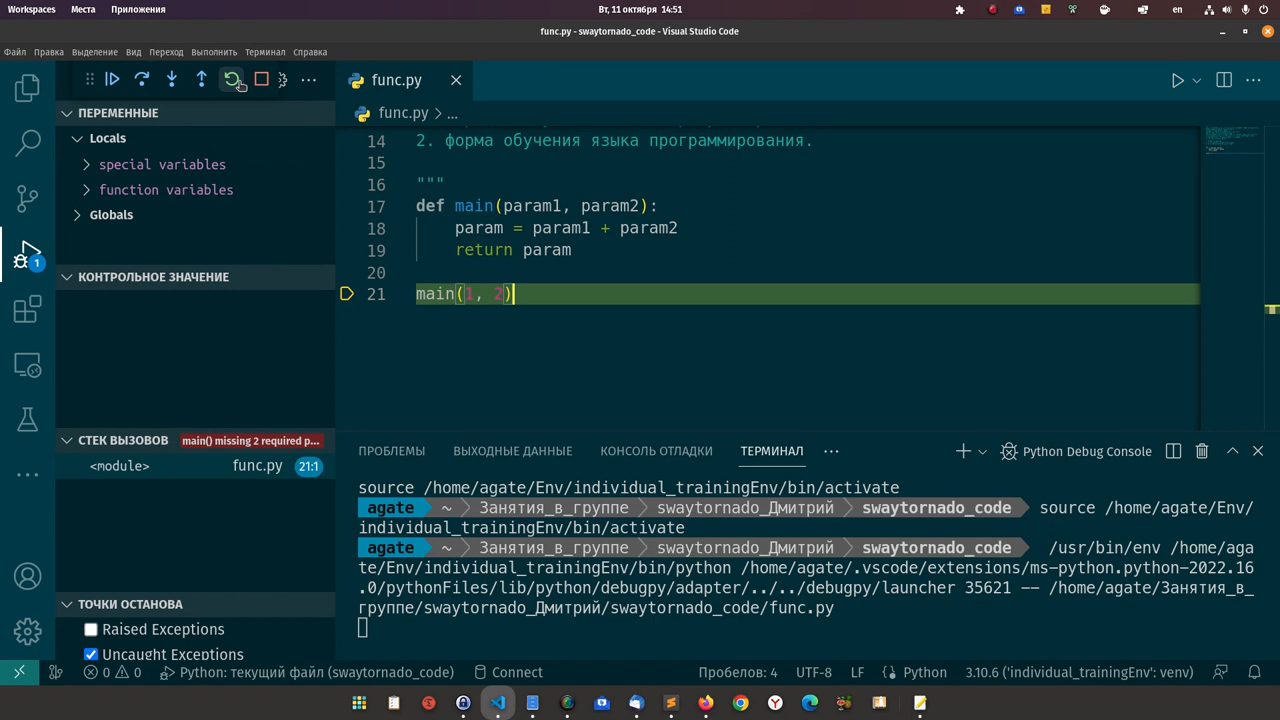 Workspaces Места Приложения Вт, 11 октября 14:51 en
func.py - swaytornado_code - Visual Studio Code
Файл Правка Выделение Вид Переход Выполнить Терминал Справка
func.py
ПЕРЕМЕННЫЕ
func.py > ...
Locals
special variables
function variables
Globals
14 2. форма обучения языка программирования.
15
16 """
17 def main(param1, param2):
18 param = param1 + param2
19 return param
20
21 main(1, 2)
КОНТРОЛЬНОЕ ЗНАЧЕНИЕ
1
СТЕК ВЫЗОВОВ main() missing 2 required p...
<module> func.py 21:1
ТОЧКИ ОСТАНОВА
Raised Exceptions
Uncaught Exceptions
ПРОБЛЕМЫ ВЫХОДНЫЕ ДАННЫЕ КОНСОЛЬ ОТЛАДКИ ТЕРМИНАЛ Python Debug Console
source /home/agate/Env/individual_trainingEnv/bin/activate
agate ~ Занятия_в_группе swaytornado_Дмитрий swaytornado_code source /home/agate/Env/
individual_trainingEnv/bin/activate
agate ~ Занятия_в_группе swaytornado_Дмитрий swaytornado_code /usr/bin/env /home/aga
te/Env/individual_trainingEnv/bin/python /home/agate/.vscode/extensions/ms-python.python-2022.16
.0/pythonFiles/lib/python/debugpy/adapter/../../debugpy/launcher 35621 -- /home/agate/Занятия_в_
группе/swaytornado_Дмитрий/swaytornado_code/func.py
0 0 Python: текущий файл (swaytornado_code) Connect Пробелов: 4 UTF-8 LF Python 3.10.6 ('individual_trainingEnv': venv)